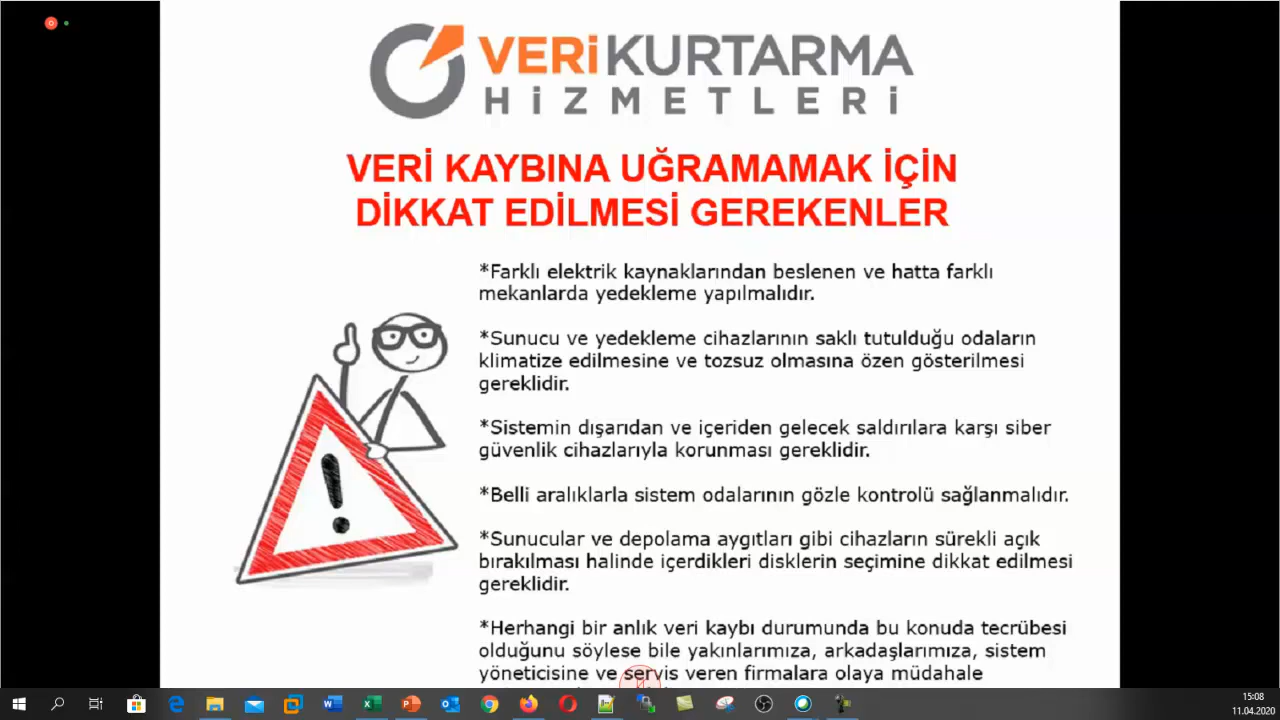 VERİKURTARMA
HİZMETLERİ
VERİ KAYBINA UĞRAMAMAK İÇİN
DİKKAT EDİLMESİ GEREKENLER
*Farklı elektrik kaynaklarından beslenen ve hatta farklı
mekanlarda yedekleme yapılmalıdır.
*Sunucu ve yedekleme cihazlarının saklı tutulduğu odaların
klimatize edilmesine ve tozsuz olmasına özen gösterilmesi
gereklidir.
*Sistemin dışarıdan ve içeriden gelecek saldırılara karşı siber
güvenlik cihazlarıyla korunması gereklidir.
*Belli aralıklarla sistem odalarının gözle kontrolü sağlanmalıdır.
*Sunucular ve depolama aygıtları gibi cihazların sürekli açık
bırakılması halinde içerdikleri disklerin seçimine dikkat edilmesi
gereklidir.
*Herhangi bir anlık veri kaybı durumunda bu konuda tecrübesi
olduğunu söylese bile yakınlarımıza, arkadaşlarımıza, sistem
yöneticisine ve servis veren firmalara olaya müdahale
15:08
11.04.2020